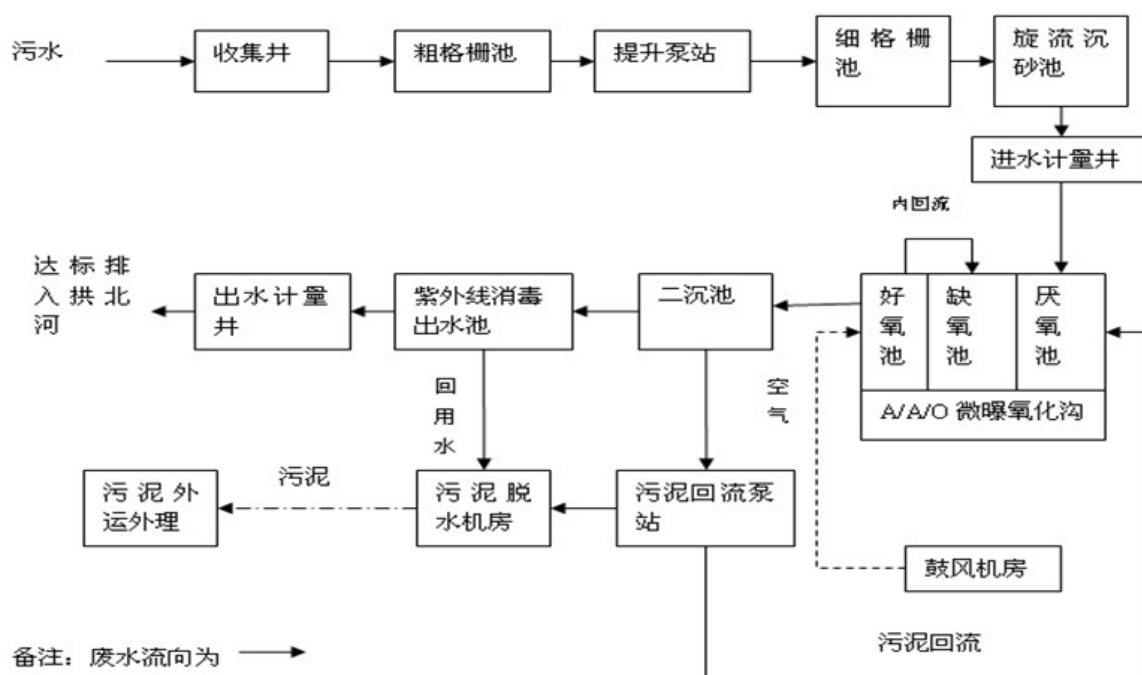 污水
收集井
粗格栅池
提升泵站
细格栅
池
旋流沉
砂池
进水计量井
内回流
好
氧
池
缺
氧
池
厌
氧
池
A/A/O 微曝氧化沟
二沉池
紫外线消毒
出水池
出水计量
井
达标排
入拱北
河
回
用
水
空
气
污泥回流泵
站
污泥脱
水机房
污泥
污泥外
运外理
鼓风机房
污泥回流
备注：废水流向为